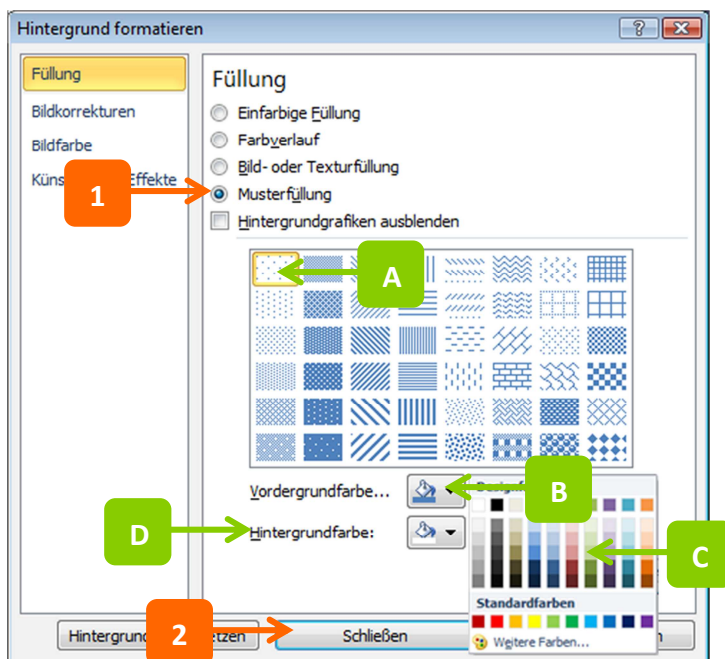 Hintergrund formatieren
Füllung
Bildkorrekturen
Bildfarbe
Effekte
1
Füllung
Einfarbige Füllung
Farbverlauf
Bild- oder Texturfüllung
Musterfüllung
Hintergrundgrafiken ausblenden
A
Vordergrundfarbe...
B
D
Hintergrundfarbe:
C
Standardfarben
Weitere Farben...
2
Schließen